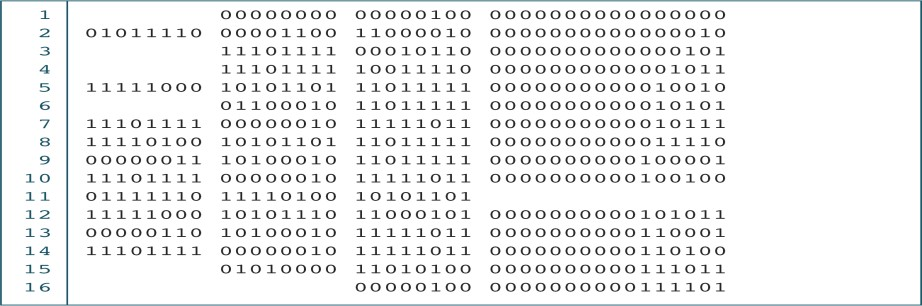 1 00000000 00000100 0000000000000000
2 01011110 00001100 11000010 0000000000000010
3 11101111 00010110 0000000000000101
4 11101111 10011110 0000000000001011
5 11111000 10101101 11011111 0000000000010010
6 01100010 11011111 0000000000010101
7 11101111 00000010 11111011 0000000000010111
8 11110100 10101101 11011111 0000000000011110
9 00000011 10100010 11011111 0000000000100001
10 11101111 00000010 11111011 0000000000100100
11 01111110 11110100 10101101
12 11111000 10101110 11000101 0000000000101011
13 00000110 10100010 11111011 0000000000110001
14 11101111 00000010 11111011 0000000000110100
15 01010000 11010100 0000000000111011
16 00000100 0000000000111101